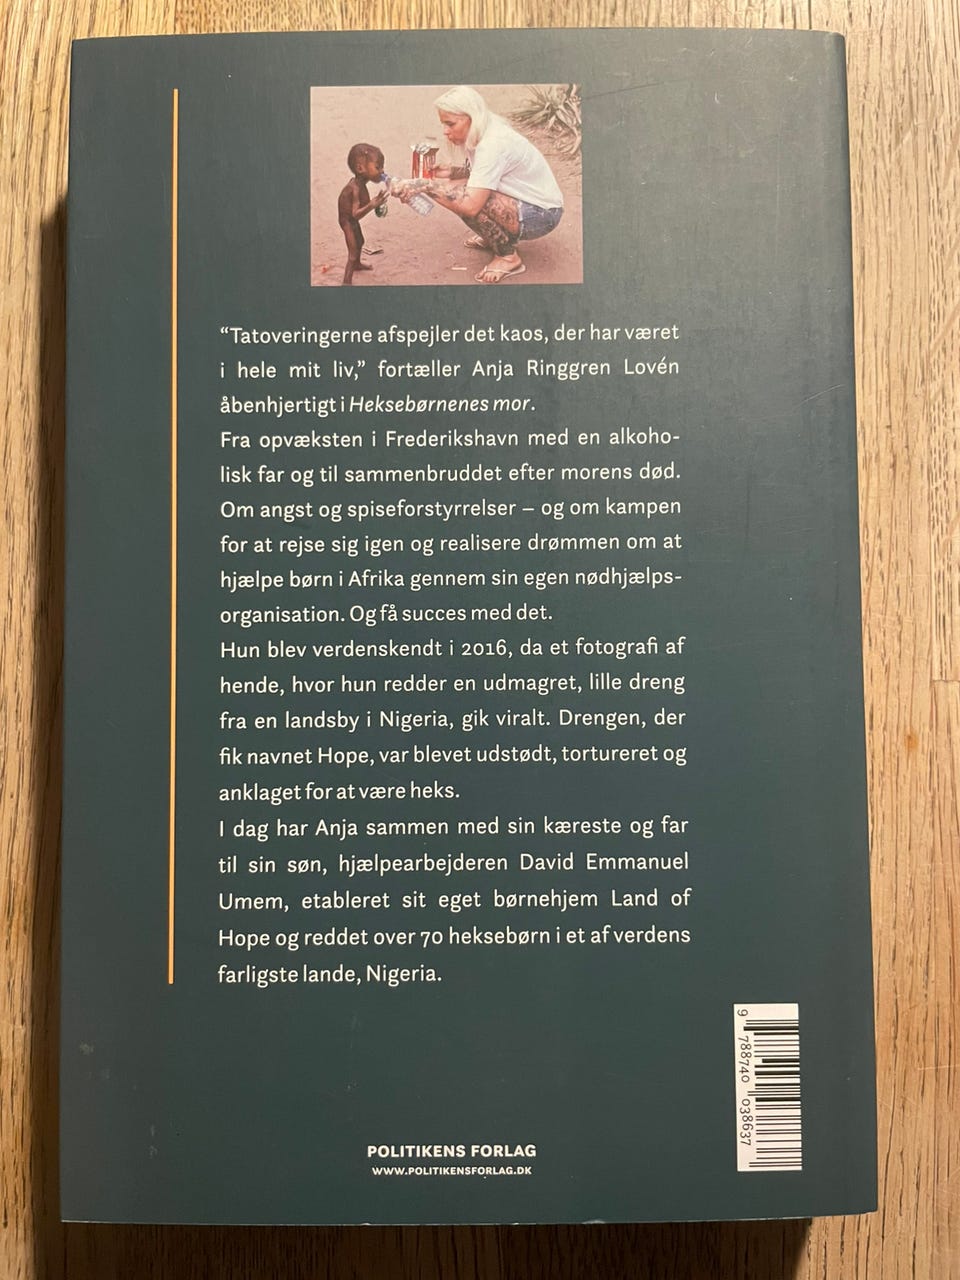 “Tatoveringerne afspejler det kaos, der har været
i hele mit liv,” fortæller Anja Ringgren Lovén
åbenhjertigt i Heksebørnenes mor.
Fra opvæksten i Frederikshavn med en alkoho-
lisk far og til sammenbruddet efter morens død.
Om angst og spiseforstyrrelser – og om kampen
for at rejse sig igen og realisere drømmen om at
hjælpe børn i Afrika gennem sin egen nødhjælps-
organisation. Og få succes med det.
Hun blev verdenskendt i 2016, da et fotografi af
hende, hvor hun redder en udmagret, lille dreng
fra en landsby i Nigeria, gik viralt. Drengen, der
fik navnet Hope, var blevet udstødt, tortureret og
anklaget for at være heks.
I dag har Anja sammen med sin kæreste og far
til sin søn, hjælpearbejderen David Emmanuel
Umem, etableret sit eget børnehjem Land of
Hope og reddet over 70 heksebørn i et af verdens
farligste lande, Nigeria.
9 788740 038637
POLITIKENS FORLAG
WWW.POLITIKENSFORLAG.DK